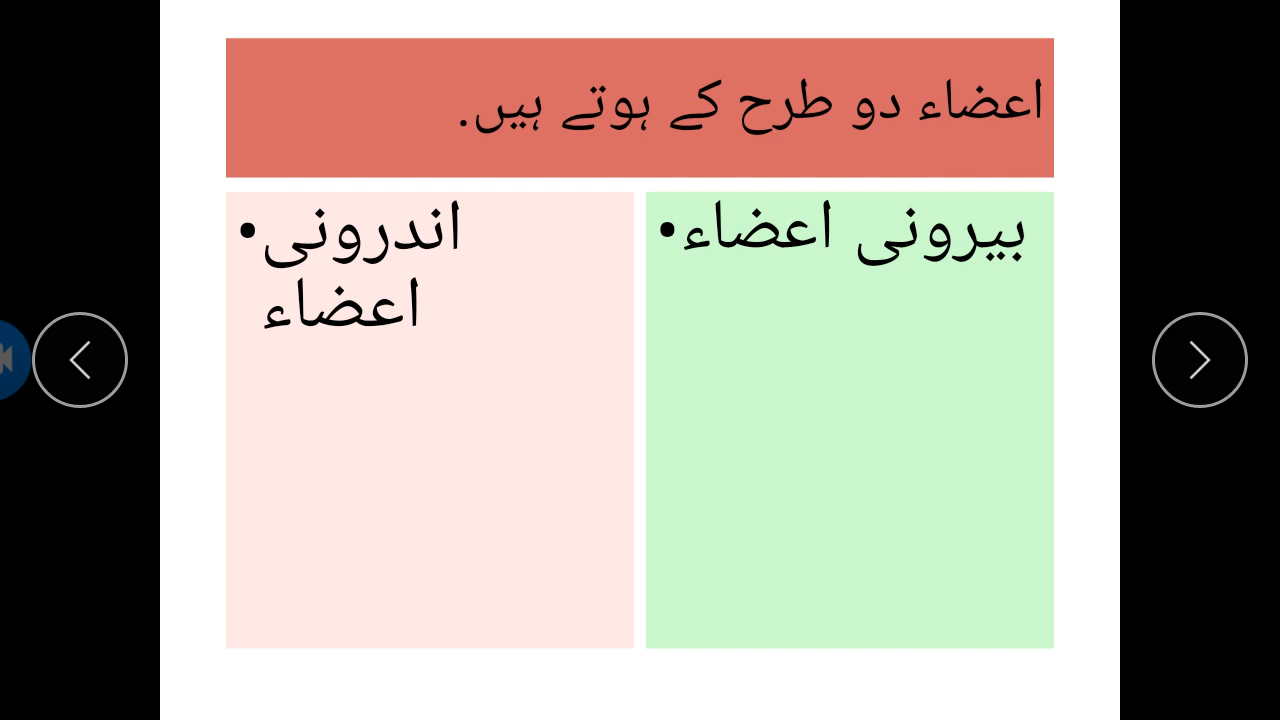 اعضاء دو طرح کے ہوتے ہیں.
•بیرونی اعضاء
•اندرونی
اعضاء